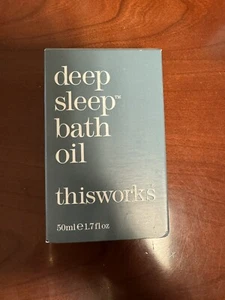 deep
sleep™
bath
oil
thisworks
50ml ℮ 1.7 fl oz